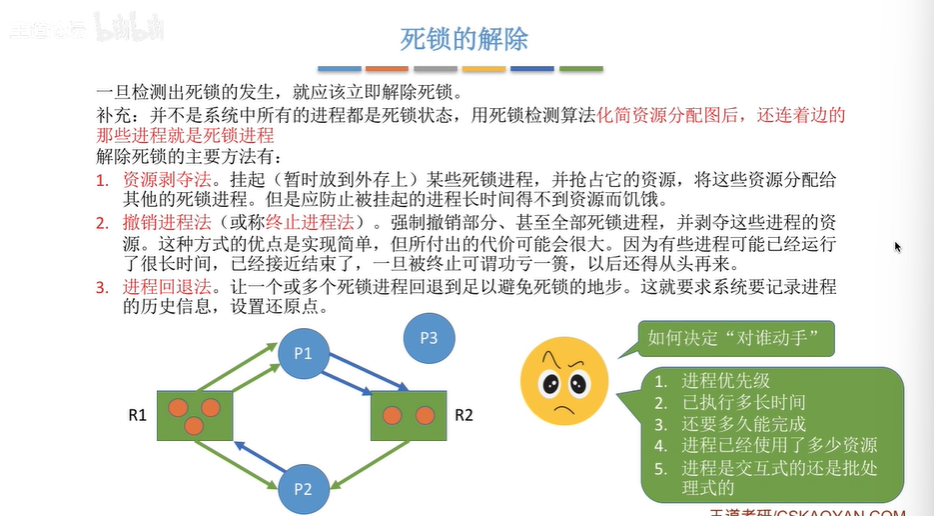 死锁的解除
一旦检测出死锁的发生，就应该立即解除死锁。
补充：并不是系统中所有的进程都是死锁状态，用死锁检测算法化简资源分配图后，还连着边的
那些进程就是死锁进程
解除死锁的主要方法有：
1. 资源剥夺法。挂起（暂时放到外存上）某些死锁进程，并抢占它的资源，将这些资源分配给
其他的死锁进程。但是应防止被挂起的进程长时间得不到资源而饥饿。
2. 撤销进程法（或称终止进程法）。强制撤销部分、甚至全部死锁进程，并剥夺这些进程的资
源。这种方式的优点是实现简单，但所付出的代价可能会很大。因为有些进程可能已经运行
了很长时间，已经接近结束了，一旦被终止可谓功亏一篑，以后还得从头再来。
3. 进程回退法。让一个或多个死锁进程回退到足以避免死锁的地步。这就要求系统要记录进程
的历史信息，设置还原点。
P1
P3
R1
R2
P2
如何决定“对谁动手”
1. 进程优先级
2. 已执行多长时间
3. 还要多久能完成
4. 进程已经使用了多少资源
5. 进程是交互式的还是批处
理式的
王道考研/CSKAOYAN.COM